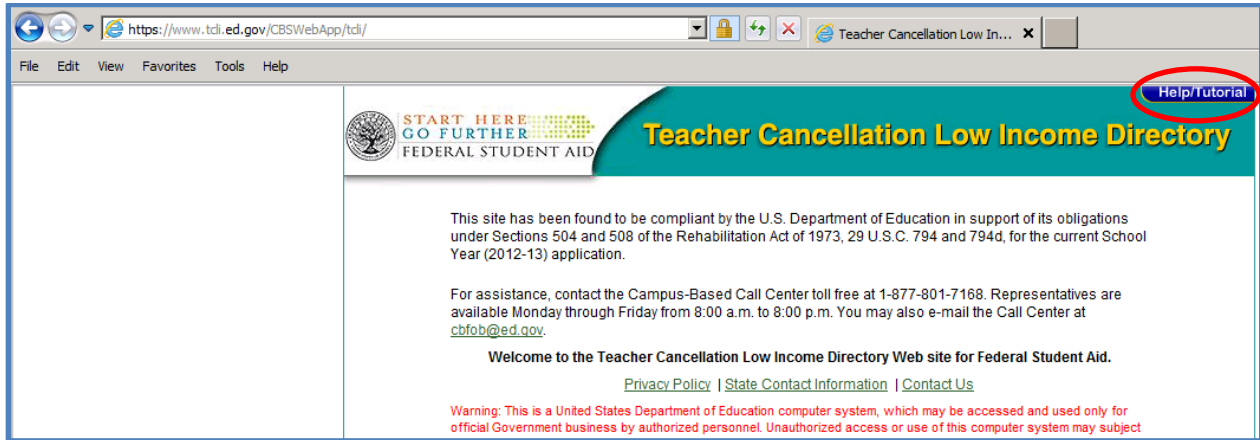 https://www.tcli.ed.gov/CBSWebApp/tcli/
Teacher Cancellation Low In...
File Edit View Favorites Tools Help
Help/Tutorial
START HERE
GO FURTHER
FEDERAL STUDENT AID
Teacher Cancellation Low Income Directory
This site has been found to be compliant by the U.S. Department of Education in support of its obligations
under Sections 504 and 508 of the Rehabilitation Act of 1973, 29 U.S.C. 794 and 794d, for the current School
Year (2012-13) application.
For assistance, contact the Campus-Based Call Center toll free at 1-877-801-7168. Representatives are
available Monday through Friday from 8:00 a.m. to 8:00 p.m. You may also e-mail the Call Center at
cbfob@ed.gov.
Welcome to the Teacher Cancellation Low Income Directory Web site for Federal Student Aid.
Privacy Policy | State Contact Information | Contact Us
Warning: This is a United States Department of Education computer system, which may be accessed and used only for
official Government business by authorized personnel. Unauthorized access or use of this computer system may subject